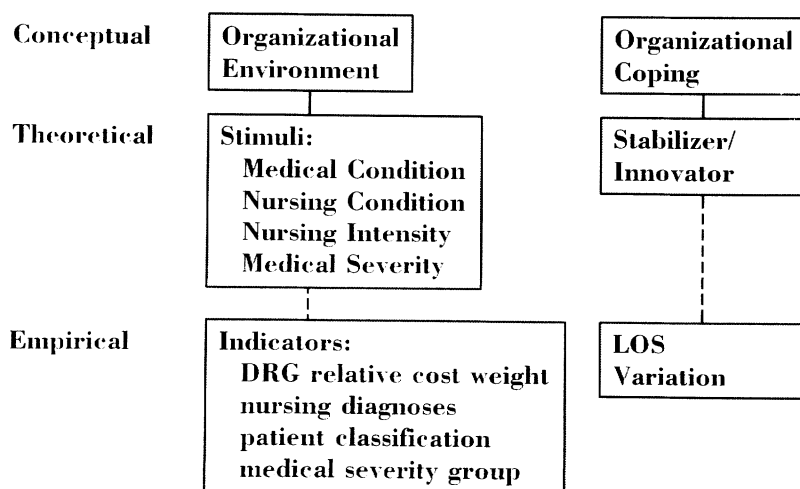 Conceptual
Organizational
Environment
Organizational
Coping
Theoretical
Stimuli:
Medical Condition
Nursing Condition
Nursing Intensity
Medical Severity
Stabilizer/
Innovator
Empirical
Indicators:
DRG relative cost weight
nursing diagnoses
patient classification
medical severity group
LOS
Variation